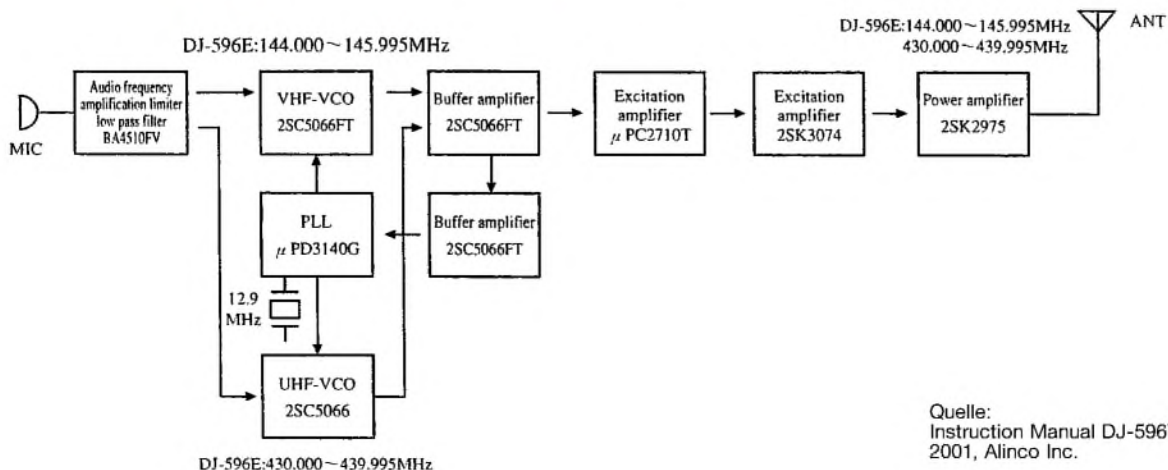 DJ-596E:144.000～145.995MHz
430.000～439.995MHz
ANT
DJ-596E:144.000～145.995MHz
MIC
Audio frequency
amplification limiter
low pass filter
BA4510FV
VHF-VCO
2SC5066FT
Buffer amplifier
2SC5066FT
Excitation
amplifier
μ PC2710T
Excitation
amplifier
2SK3074
Power amplifier
2SK2975
PLL
μ PD3140G
Buffer amplifier
2SC5066FT
12.9
MHz
UHF-VCO
2SC5066
DJ-596E:430.000～439.995MHz
Quelle:
Instruction Manual DJ-596
2001, Alinco Inc.